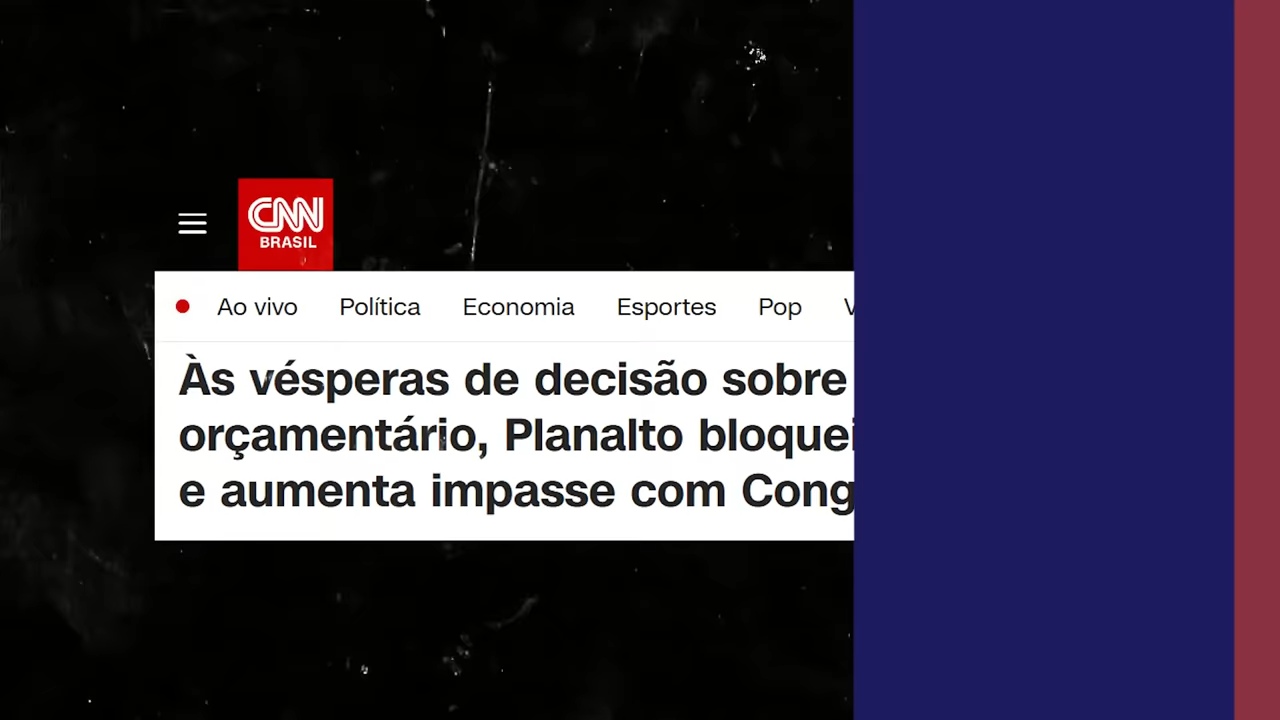 CNN
BRASIL
Ao vivo Política Economia Esportes Pop
Às vésperas de decisão sobre
orçamentário, Planalto
e aumenta impasse com